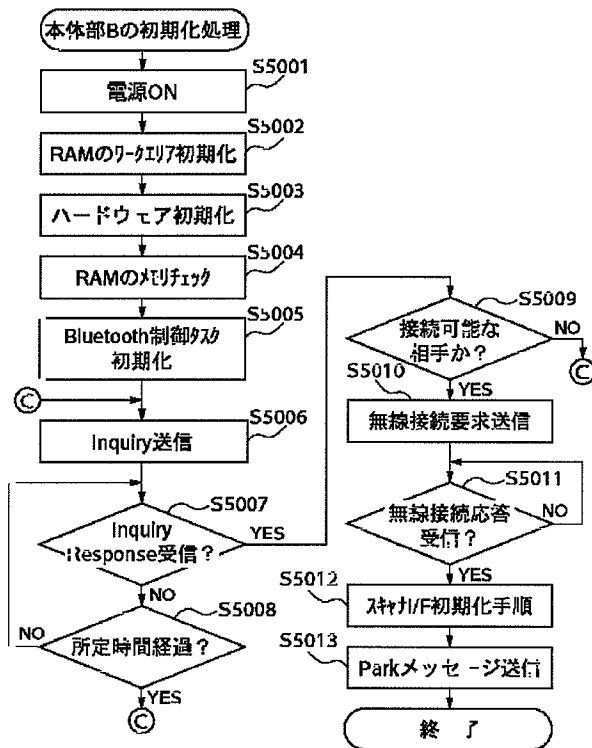 本体部Bの初期化処理
S5001
電源ON
S5002
RAMのワークエリア初期化
S5003
ハードウェア初期化
S5004
RAMのメモリチェック
S5005
Bluetooth制御タスク
初期化
C
S5006
Inquiry送信
S5007
Inquiry
Response受信?
YES
NO
S5008
所定時間経過?
NO
YES
C
S5009
接続可能な
相手か?
NO
C
YES
S5010
無線接続要求送信
S5011
無線接続応答
受信?
NO
YES
S5012
スキャナI/F初期化手順
S5013
Parkメッセージ送信
終 了